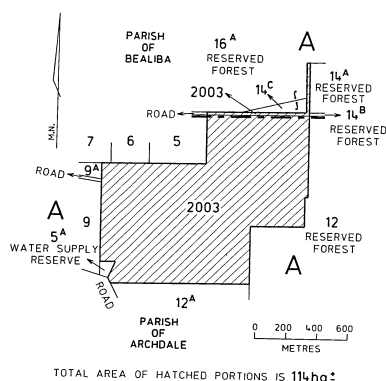 PARISH
OF
BEALIBA
16A
RESERVED
FOREST
A
14A
RESERVED
FOREST
14C
2003
ROAD
14B
RESERVED
FOREST
M.N.
7
6
5
9A
ROAD
2003
A
9
5A
WATER SUPPLY
RESERVE
ROAD
12
RESERVED
FOREST
A
12A
PARISH
OF
ARCHDALE
0 200 400 600
METRES
TOTAL AREA OF HATCHED PORTIONS IS 114ha±